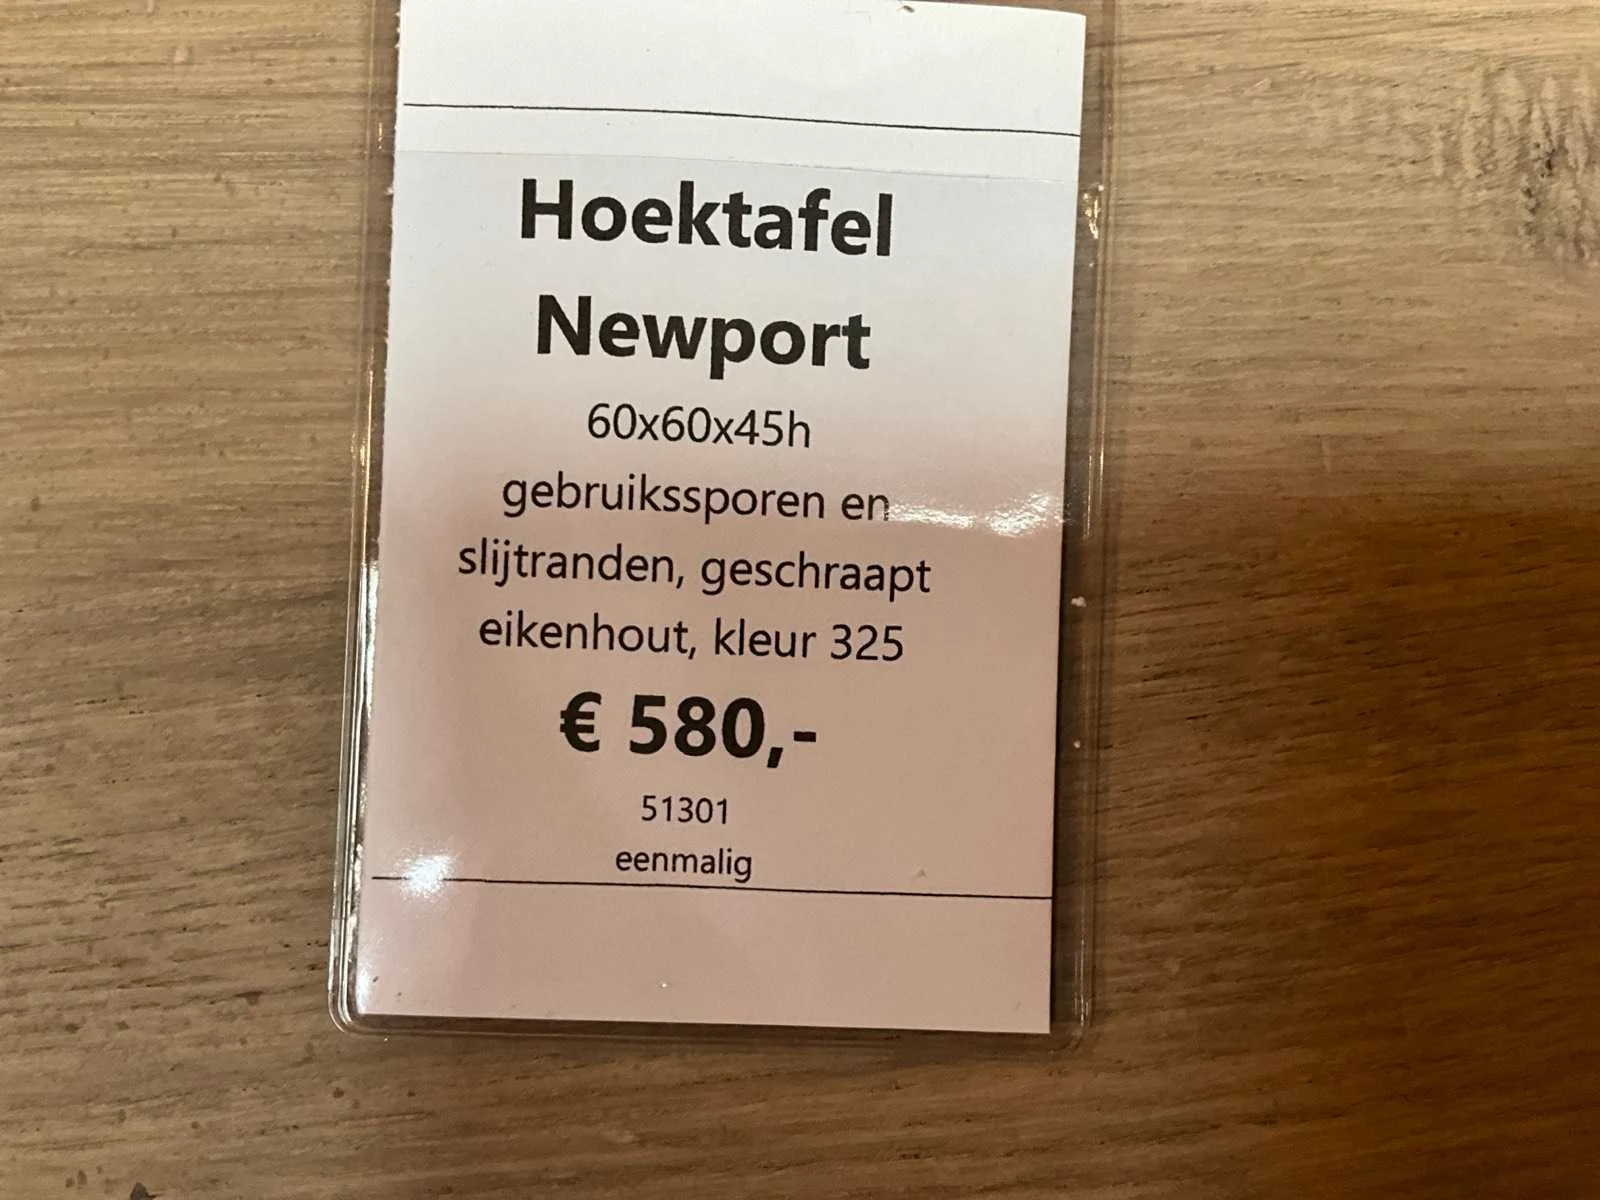 Hoektafel
Newport
60x60x45h
gebruikssporen en
slijtranden, geschraapt
eikenhout, kleur 325
€ 580,-
51301
eenmalig